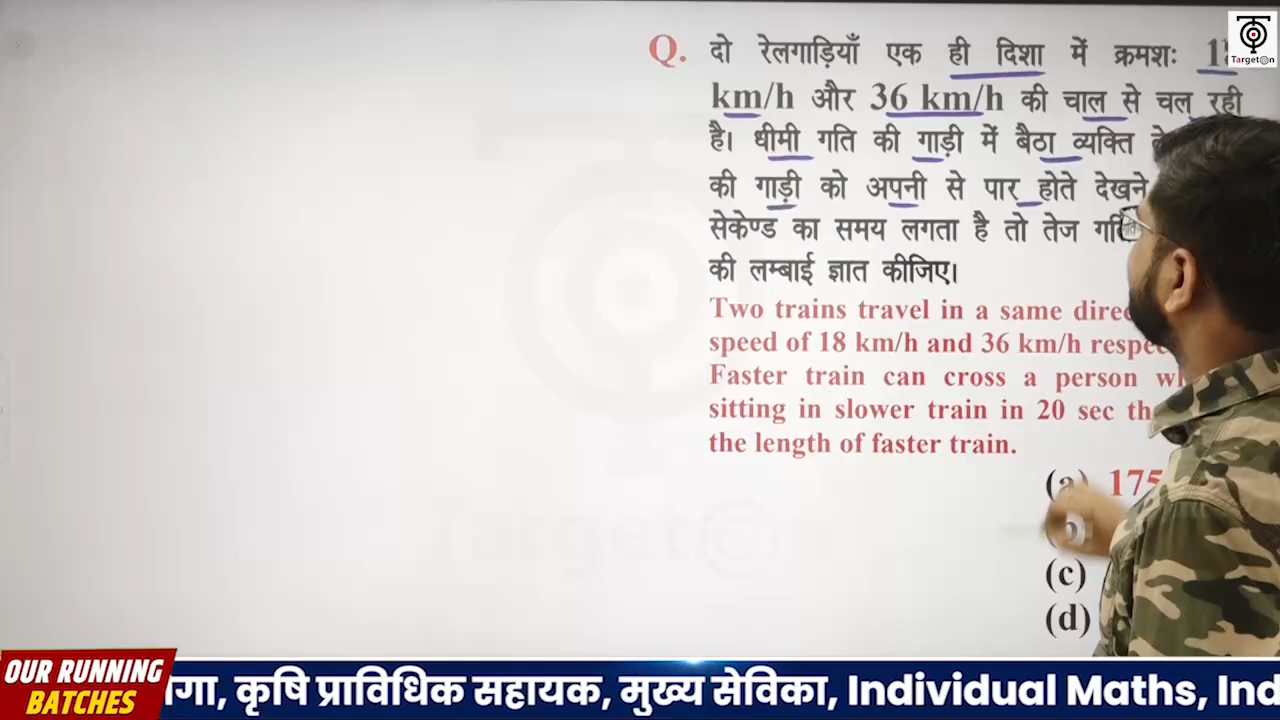 Q. दो रेलगाड़ियाँ एक ही दिशा में क्रमशः
km/h और 36 km/h की चाल से चल रही
है। धीमी गति की गाड़ी में बैठा व्यक्ति
की गाड़ी को अपनी से पार होते देखने
सेकेण्ड का समय लगता है तो तेज
की लम्बाई ज्ञात कीजिए।
Two trains travel in a same
speed of 18 km/h and 36 km/h
Faster train can cross a person
sitting in slower train in 20 sec
the length of faster train.
(a) 175
(c)
(d)
TargetOn
TargetOn
OUR RUNNING
BATCHES
कृषि प्राविधिक सहायक, मुख्य सेविका, Individual Maths,